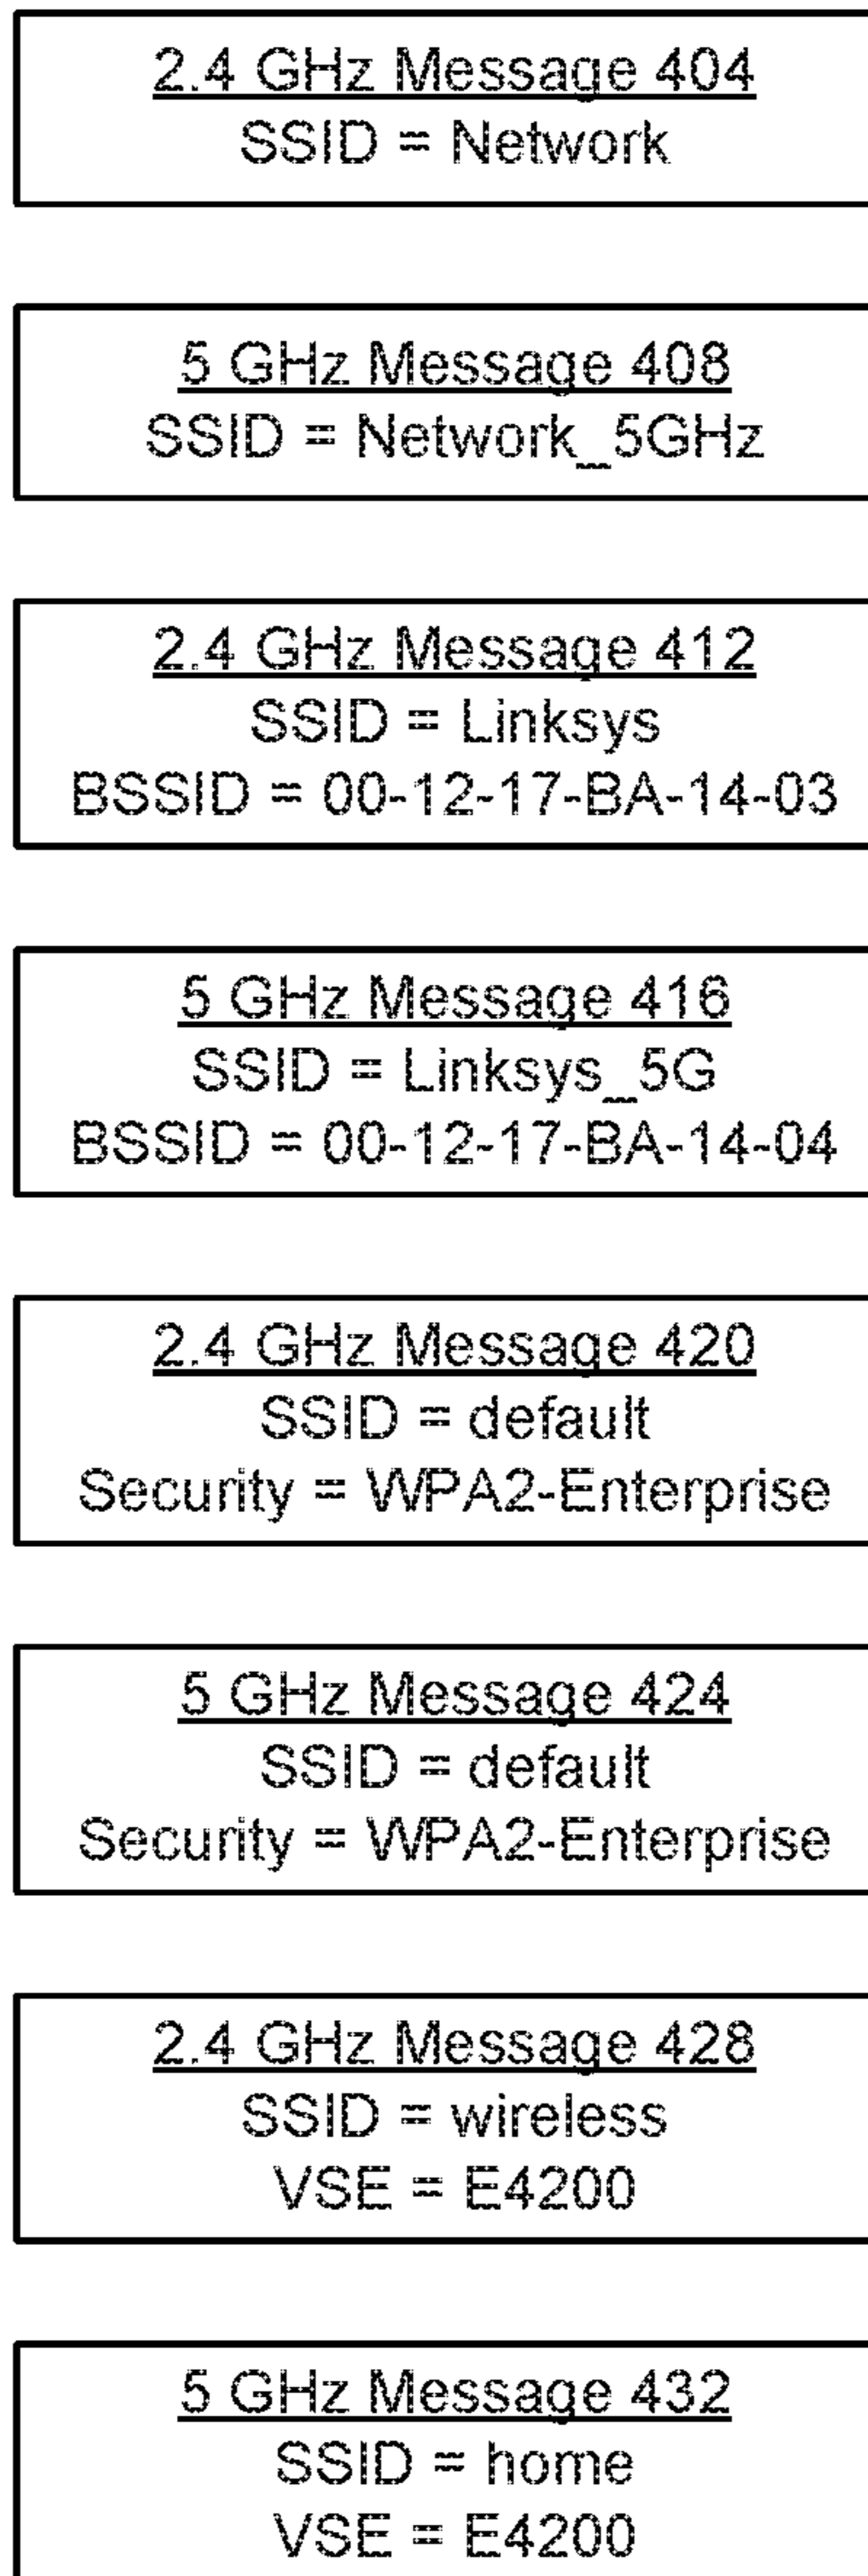 2.4 GHz Message 404
SSID = Network
5 GHz Message 408
SSID = Network_5GHz
2.4 GHz Message 412
SSID = Linksys
BSSID = 00-12-17-BA-14-03
5 GHz Message 416
SSID = Linksys_5G
BSSID = 00-12-17-BA-14-04
2.4 GHz Message 420
SSID = default
Security = WPA2-Enterprise
5 GHz Message 424
SSID = default
Security = WPA2-Enterprise
2.4 GHz Message 428
SSID = wireless
VSE = E4200
5 GHz Message 432
SSID = home
VSE = E4200